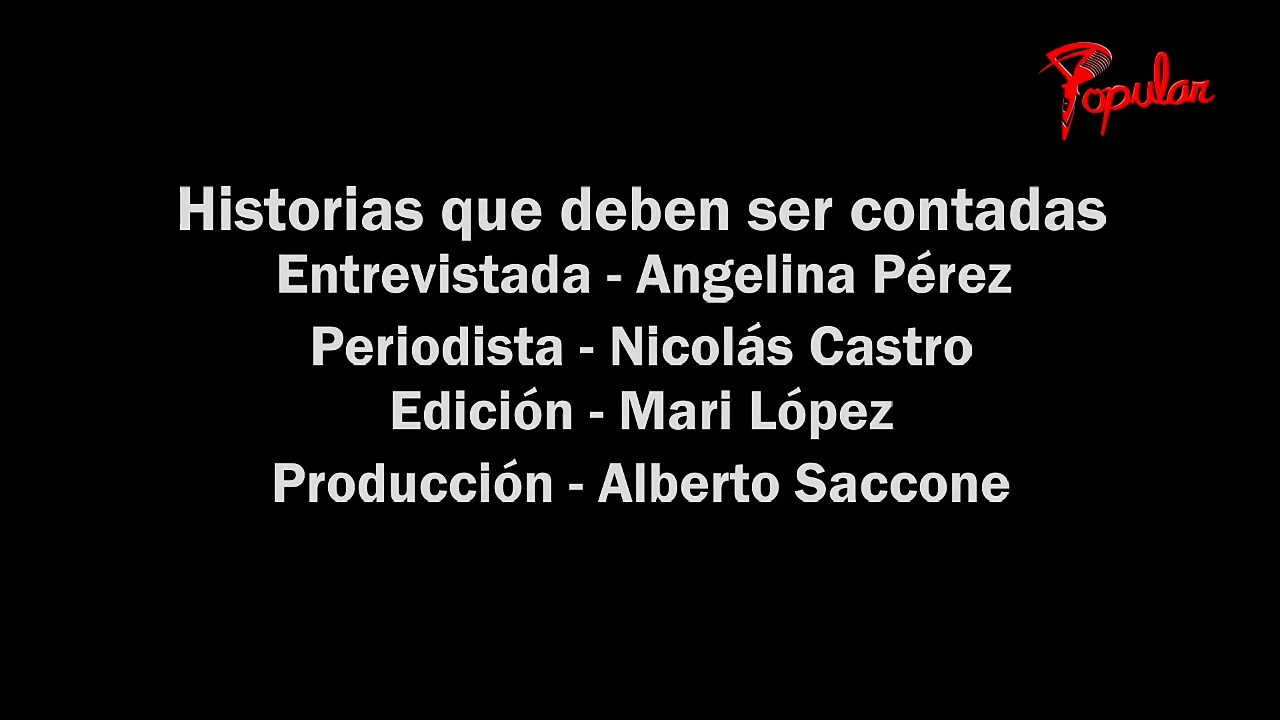 Popular
Historias que deben ser contadas
Entrevistada - Angelina Pérez
Periodista - Nicolás Castro
Edición - Mari López
Producción - Alberto Saccone